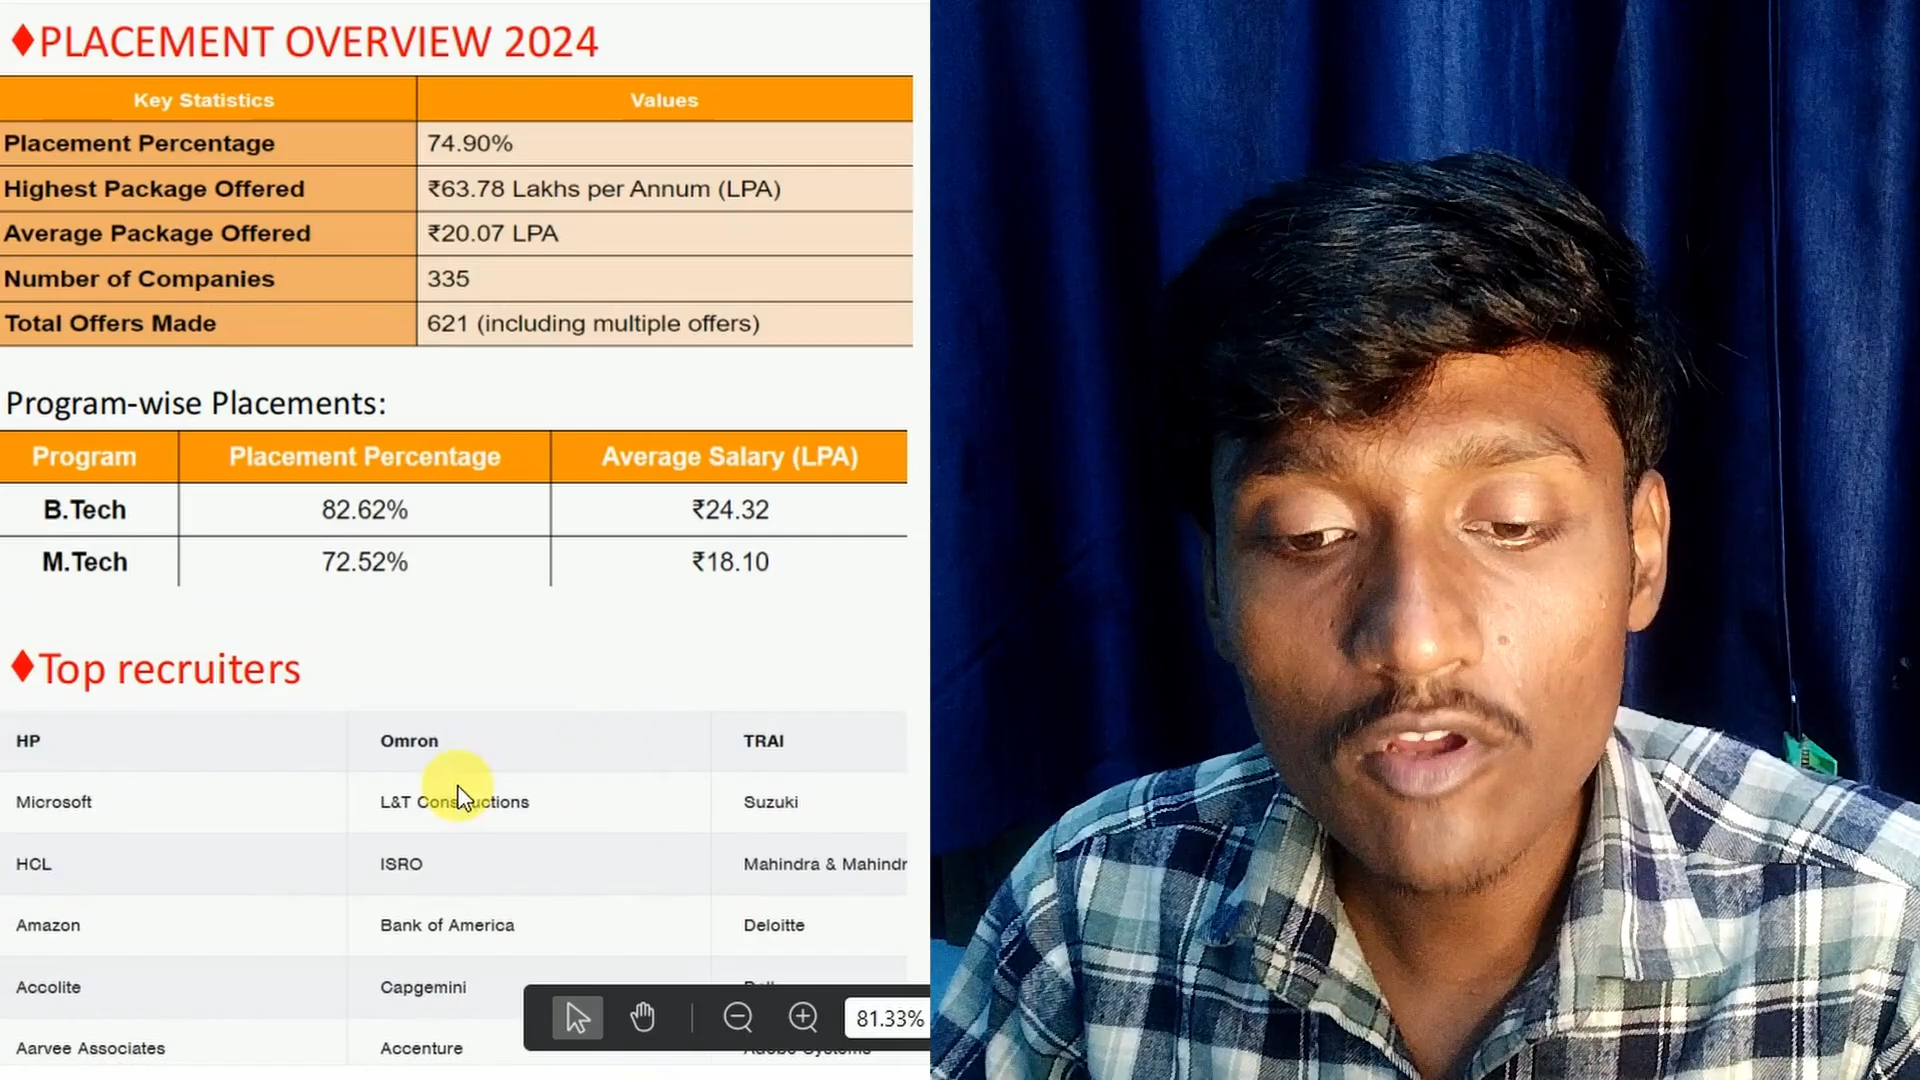 ♦PLACEMENT OVERVIEW 2024
Key Statistics Values
Placement Percentage 74.90%
Highest Package Offered ₹63.78 Lakhs per Annum (LPA)
Average Package Offered ₹20.07 LPA
Number of Companies 335
Total Offers Made 621 (including multiple offers)
Program-wise Placements:
Program Placement Percentage Average Salary (LPA)
B.Tech 82.62% ₹24.32
M.Tech 72.52% ₹18.10
♦Top recruiters
HP Omron TRAI
Microsoft L&T Constructions Suzuki
HCL ISRO Mahindra & Mahindr
Amazon Bank of America Deloitte
Accolite Capgemini
81.33%
Aarvee Associates Accenture